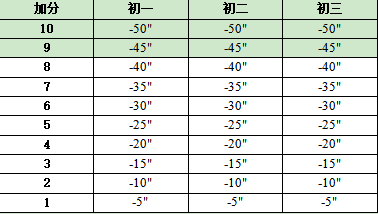 加分 初一 初二 初三
10 -50" -50" -50"
9 -45" -45" -45"
8 -40" -40" -40"
7 -35" -35" -35"
6 -30" -30" -30"
5 -25" -25" -25"
4 -20" -20" -20"
3 -15" -15" -15"
2 -10" -10" -10"
1 -5" -5" -5"